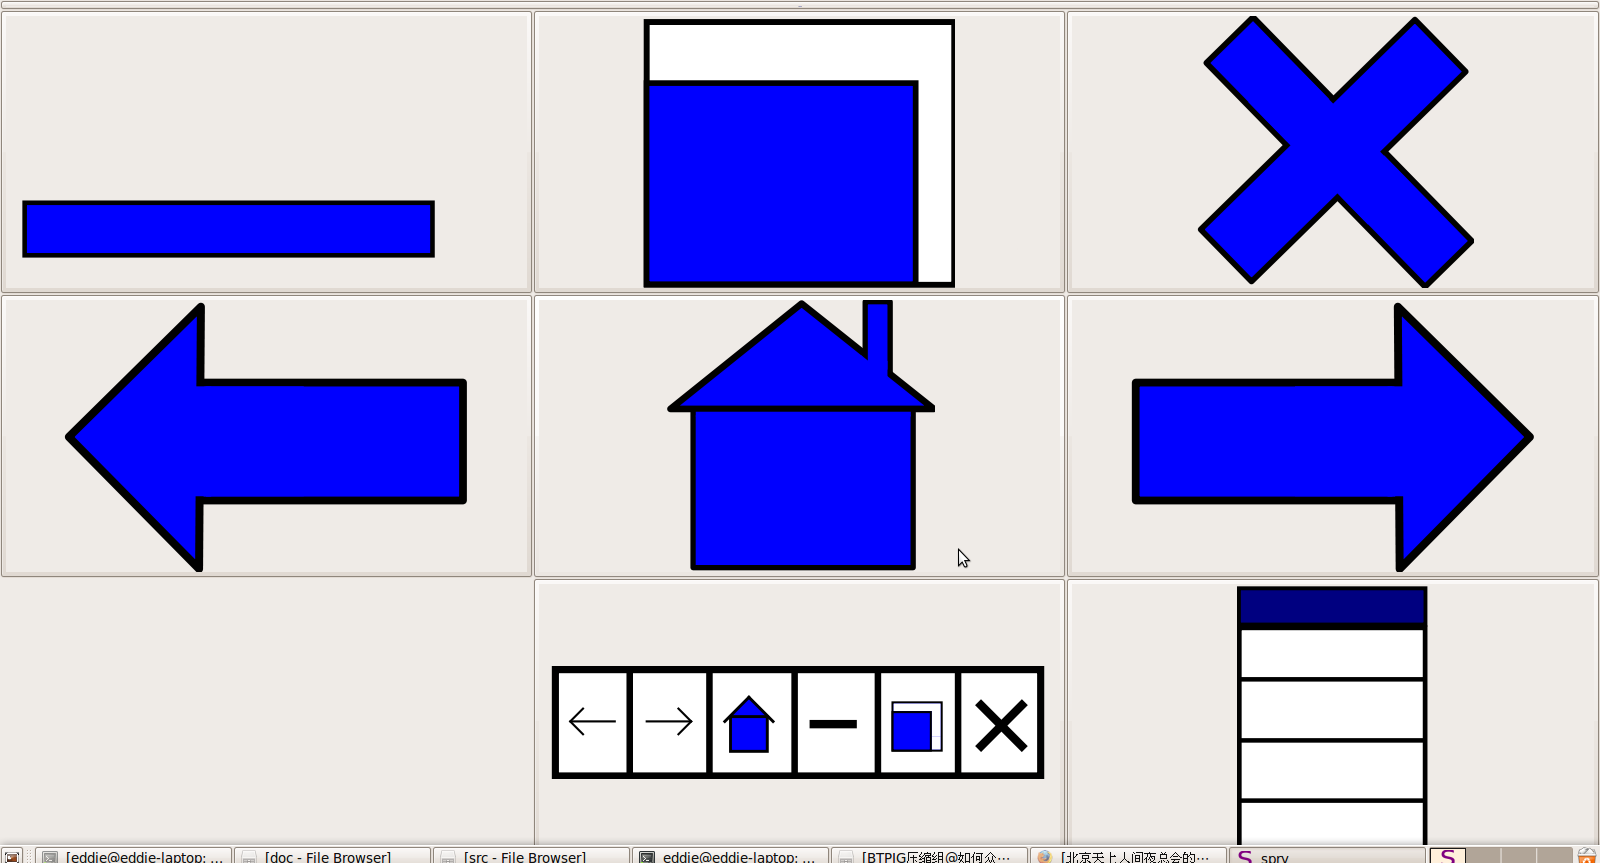 [eddie@eddie-laptop: ...
[doc - File Browser]
[src - File Browser]
eddie@eddie-laptop: ...
[BTPIG压缩组@如何众…
[北京天上人间夜总会的…
spry